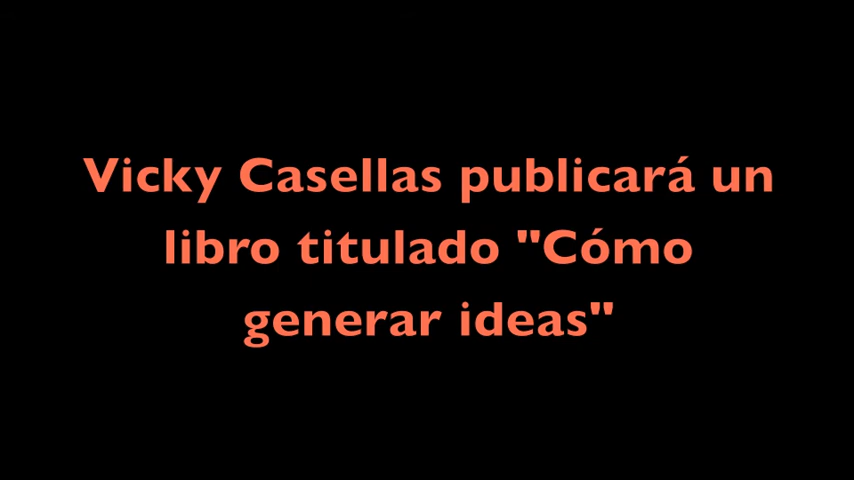 Vicky Casellas publicará un
libro titulado "Cómo
generar ideas"